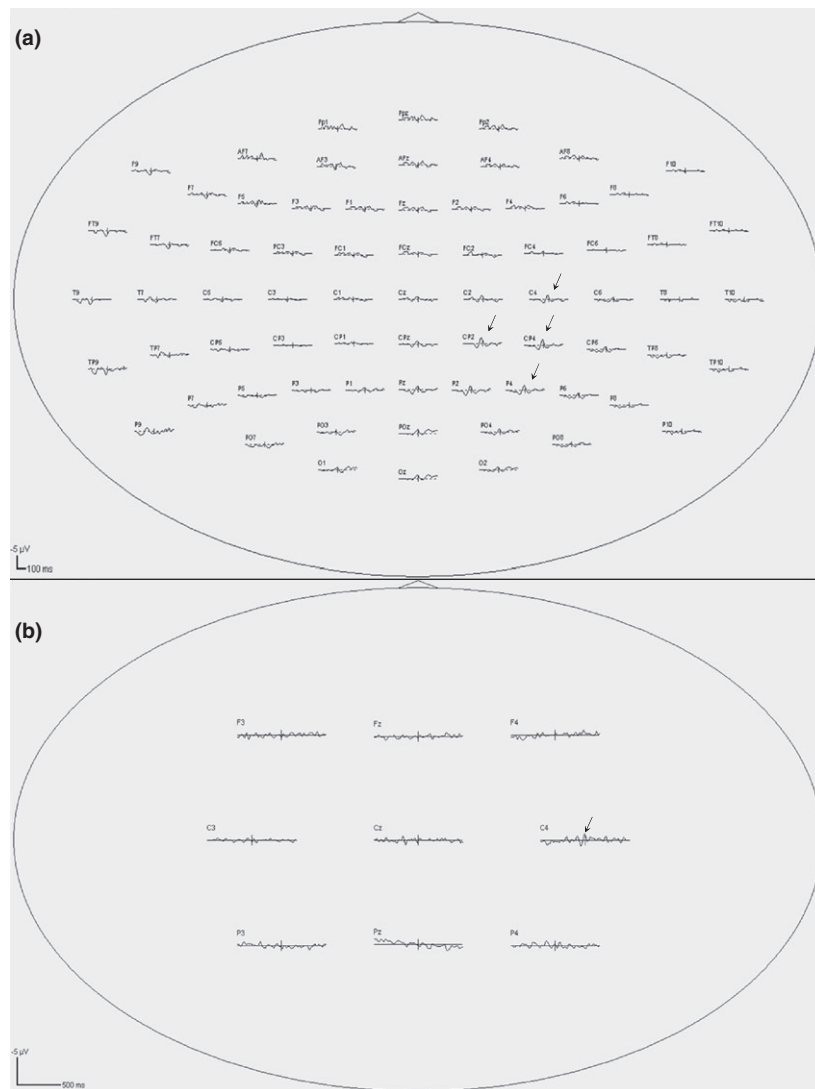 (a)
Fp1 Fpz Fp2
AF7 AF8
AF3 AFz AF4
F9 F10
F7 F8
F5 F6
F3 F1 Fz F2 F4
FT9 FT10
FT7 FT8
FC5 FC3 FC1 FCz FC2 FC4 FC6
T9 T7 C5 C3 C1 Cz C2 C4 C6 T8 T10
CP5 CP3 CP1 CPz CP2 CP4 CP6
TP7 TP8
TP9 TP10
P5 P3 P1 Pz P2 P4 P6
P7 P8
P9 PO3 POz PO4 P10
PO7 PO8
O1 Oz O2
-5 µV
100 ms
(b)
F3 Fz F4
C3 Cz C4
P3 Pz P4
-5 µV
500 ms